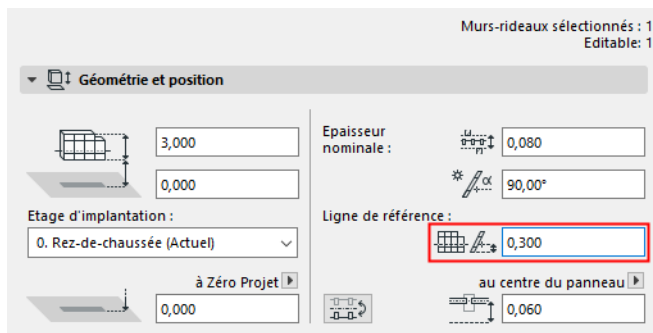 Murs-rideaux sélectionnés : 1
Editable: 1
Géométrie et position
3,000
0,000
Etage d'implantation :
0. Rez-de-chaussée (Actuel)
à Zéro Projet
0,000
Epaisseur
nominale :
0,080
α
90,00°
Ligne de référence :
0,300
au centre du panneau
0,060